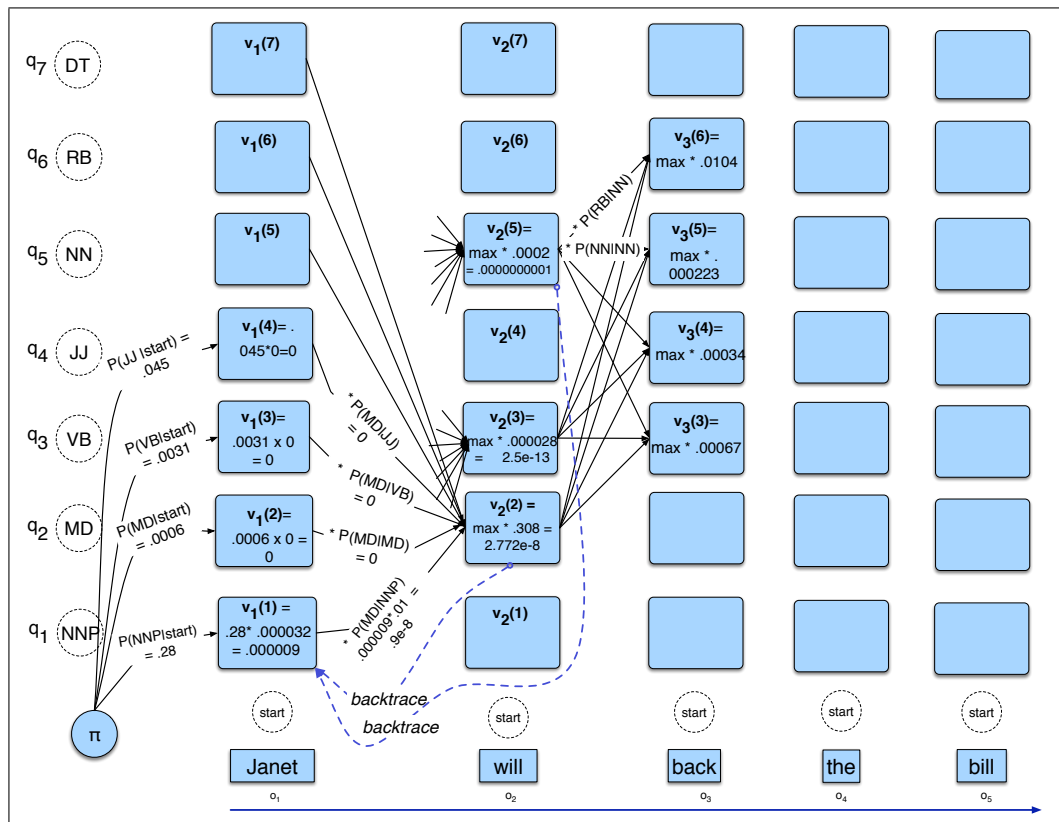 v₁(7)
v₂(7)
q₇ DT
v₁(6)
v₂(6)
v₃(6)=
max * .0104
q₆ RB
* P(RB|NN)
v₁(5)
v₂(5)=
max * .0002
= .0000000001
* P(NN|NN)
v₃(5)=
max * .
000223
q₅ NN
v₁(4)= .
045*0=0
v₂(4)
v₃(4)=
max * .00034
q₄ JJ
P(JJ |start) =
.045
* P(MD|JJ)
= 0
v₁(3)=
.0031 x 0
= 0
v₂(3)=
max * .000028
= 2.5e-13
v₃(3)=
max * .00067
q₃ VB
P(VB|start)
= .0031
* P(MD|VB)
= 0
v₁(2)=
.0006 x 0 =
0
v₂(2) =
max * .308 =
2.772e-8
q₂ MD
P(MD|start)
= .0006
* P(MD|MD)
= 0
v₁(1) =
.28* .000032
= .000009
* P(MD|NNP)
.000009*.01 =
.9e-8
v₂(1)
q₁ NNP
P(NNP|start)
= .28
backtrace
backtrace
π
start
start
start
start
start
Janet
will
back
the
bill
o₁
o₂
o₃
o₄
o₅